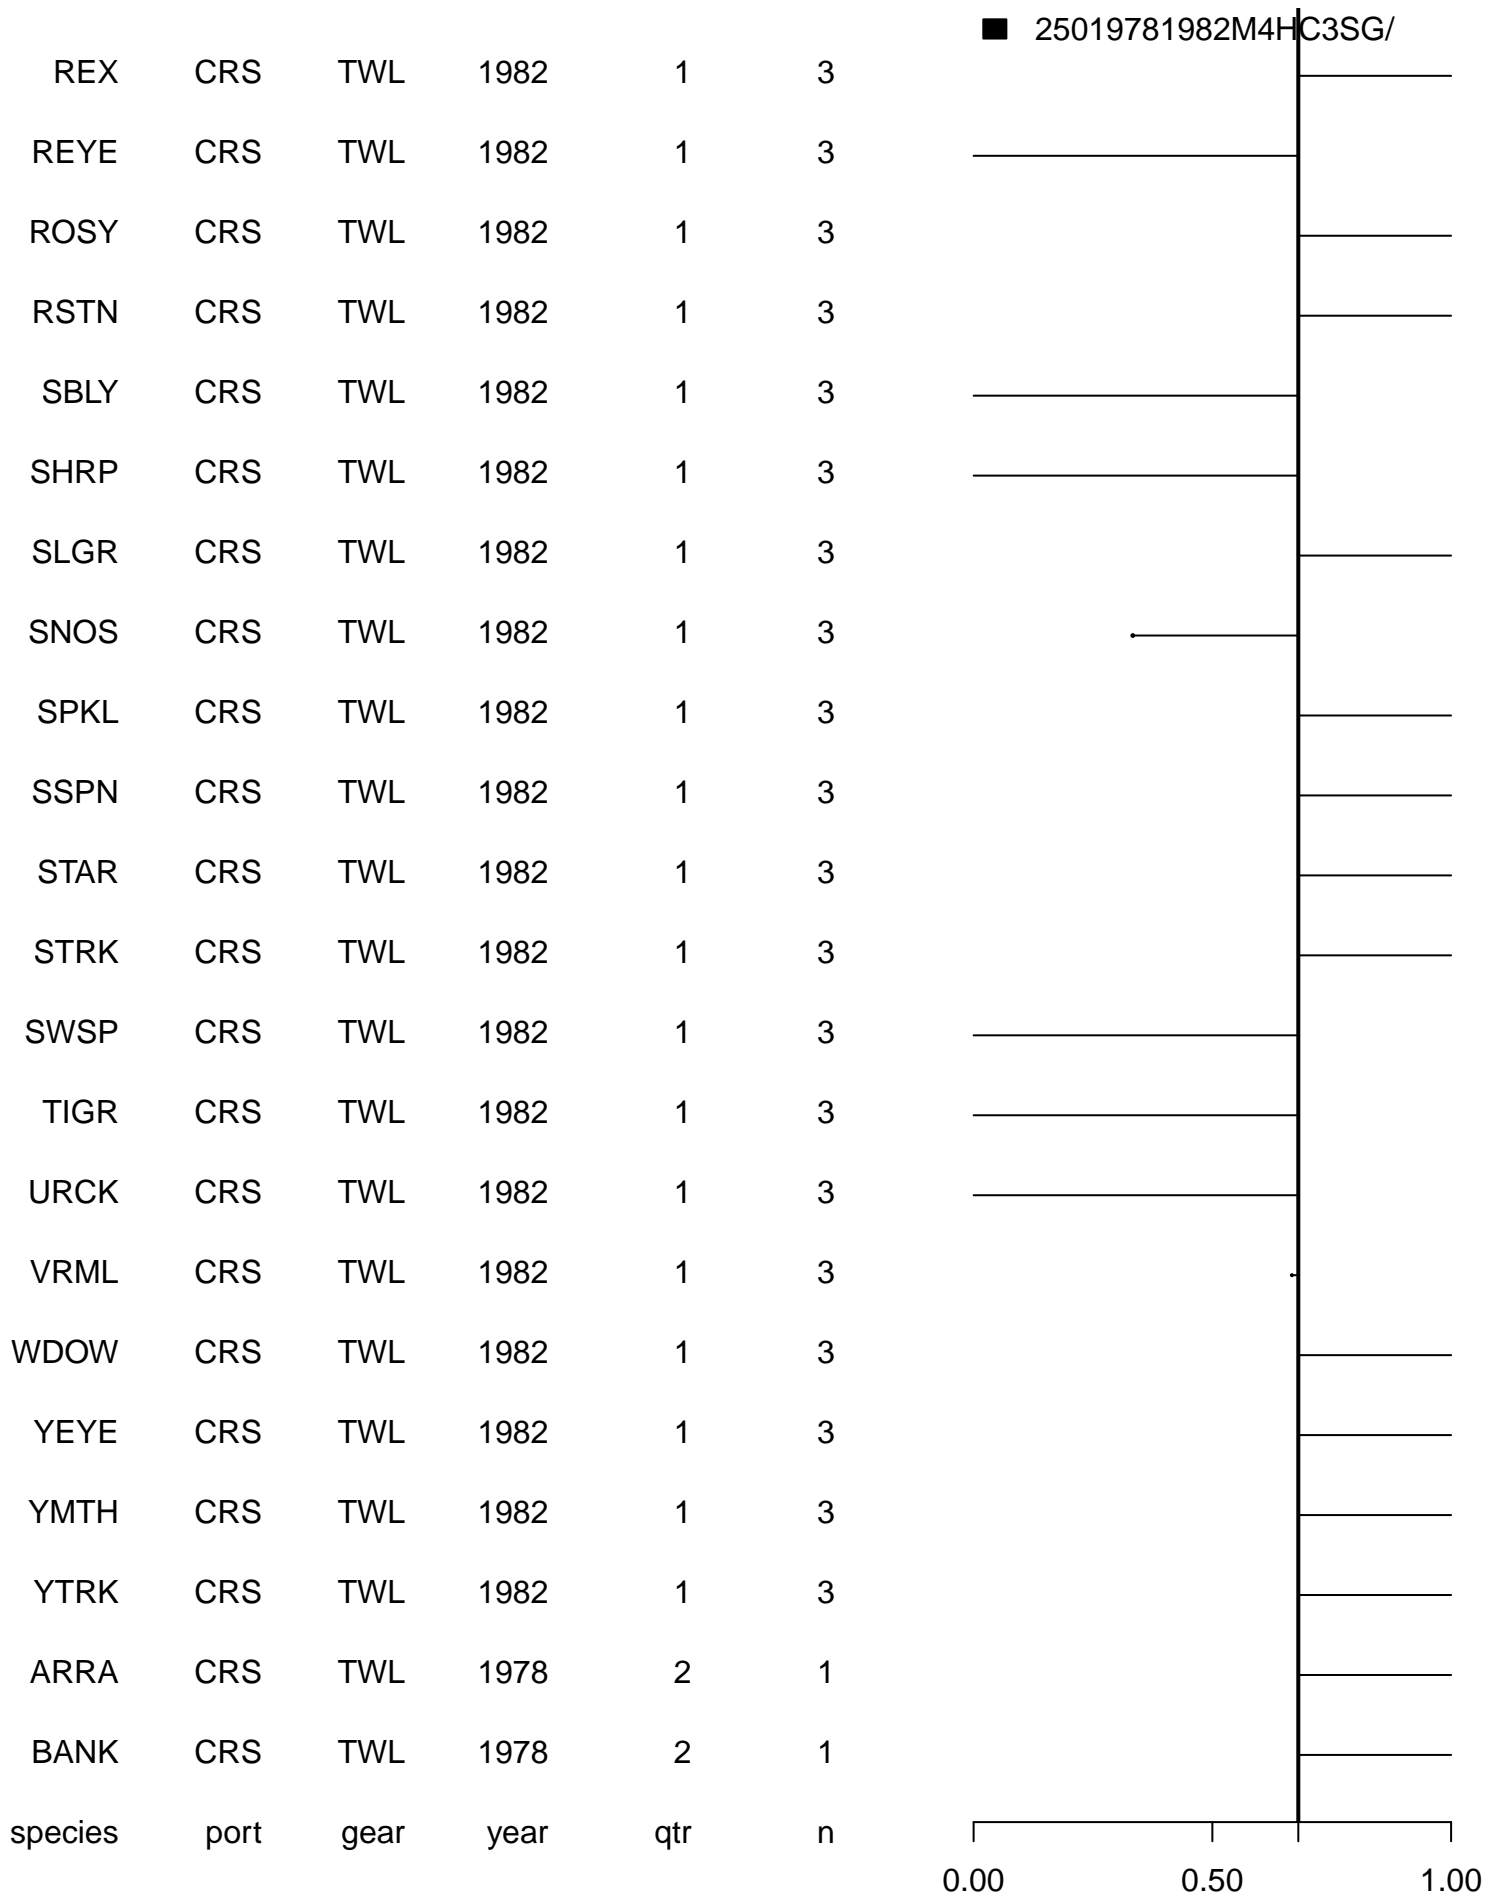 25019781982M4HC3SG/
REX CRS TWL 1982 1 3
REYE CRS TWL 1982 1 3
ROSY CRS TWL 1982 1 3
RSTN CRS TWL 1982 1 3
SBLY CRS TWL 1982 1 3
SHRP CRS TWL 1982 1 3
SLGR CRS TWL 1982 1 3
SNOS CRS TWL 1982 1 3
SPKL CRS TWL 1982 1 3
SSPN CRS TWL 1982 1 3
STAR CRS TWL 1982 1 3
STRK CRS TWL 1982 1 3
SWSP CRS TWL 1982 1 3
TIGR CRS TWL 1982 1 3
URCK CRS TWL 1982 1 3
VRML CRS TWL 1982 1 3
WDOW CRS TWL 1982 1 3
YEYE CRS TWL 1982 1 3
YMTH CRS TWL 1982 1 3
YTRK CRS TWL 1982 1 3
ARRA CRS TWL 1978 2 1
BANK CRS TWL 1978 2 1
species port gear year qtr n
0.00 0.50 1.00